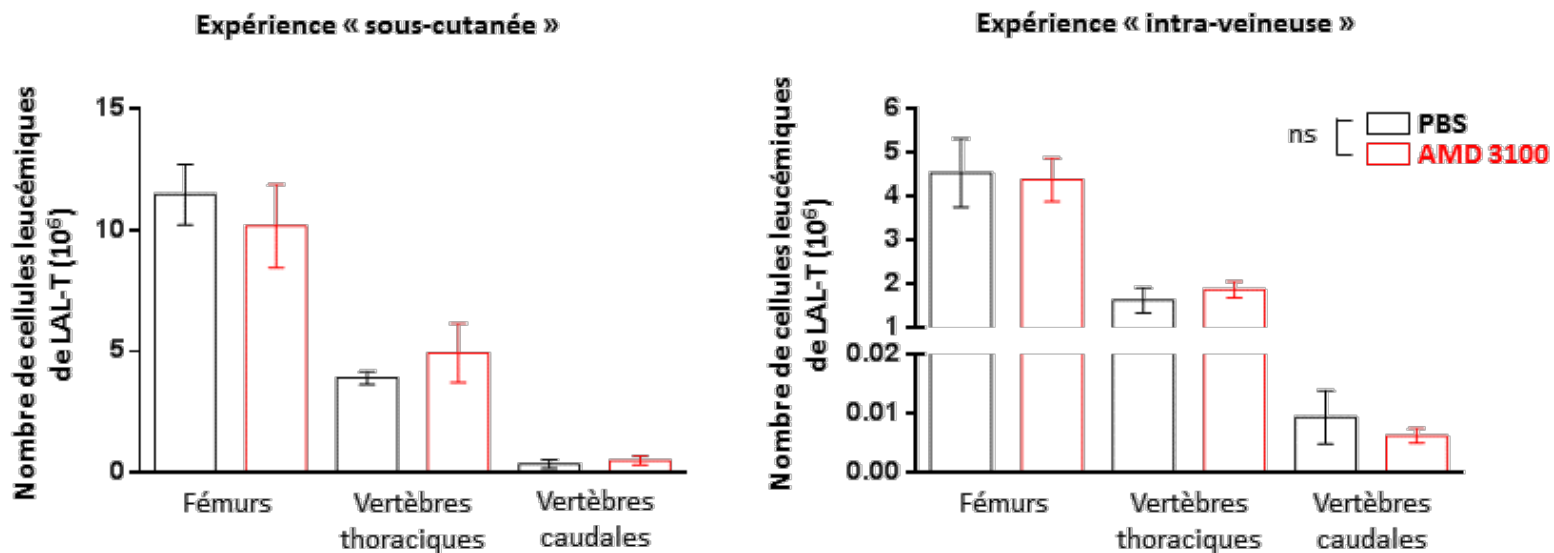 Expérience « sous-cutanée »
Nombre de cellules leucémiques
de LAL-T (10⁶)
15
10
5
0
Fémurs
Vertèbres
thoraciques
Vertèbres
caudales
Expérience « intra-veineuse »
Nombre de cellules leucémiques
de LAL-T (10⁶)
6
5
4
3
2
1
0.02
0.01
0.00
Fémurs
Vertèbres
thoraciques
Vertèbres
caudales
ns
PBS
AMD 3100